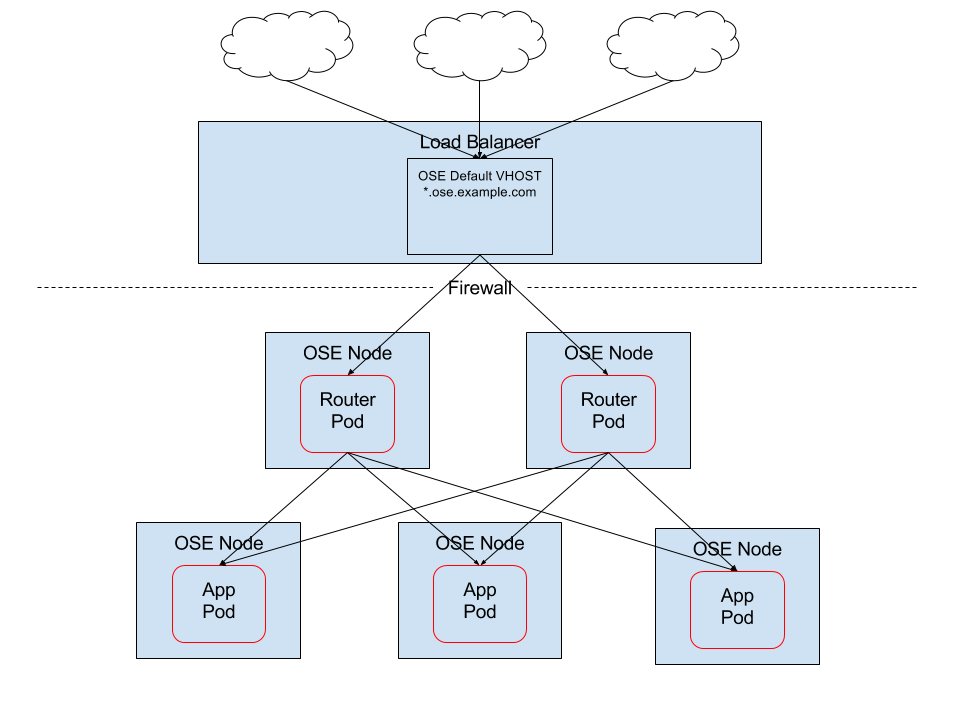 Load Balancer
OSE Default VHOST
*.ose.example.com
Firewall
OSE Node
Router
Pod
OSE Node
Router
Pod
OSE Node
App
Pod
OSE Node
App
Pod
OSE Node
App
Pod